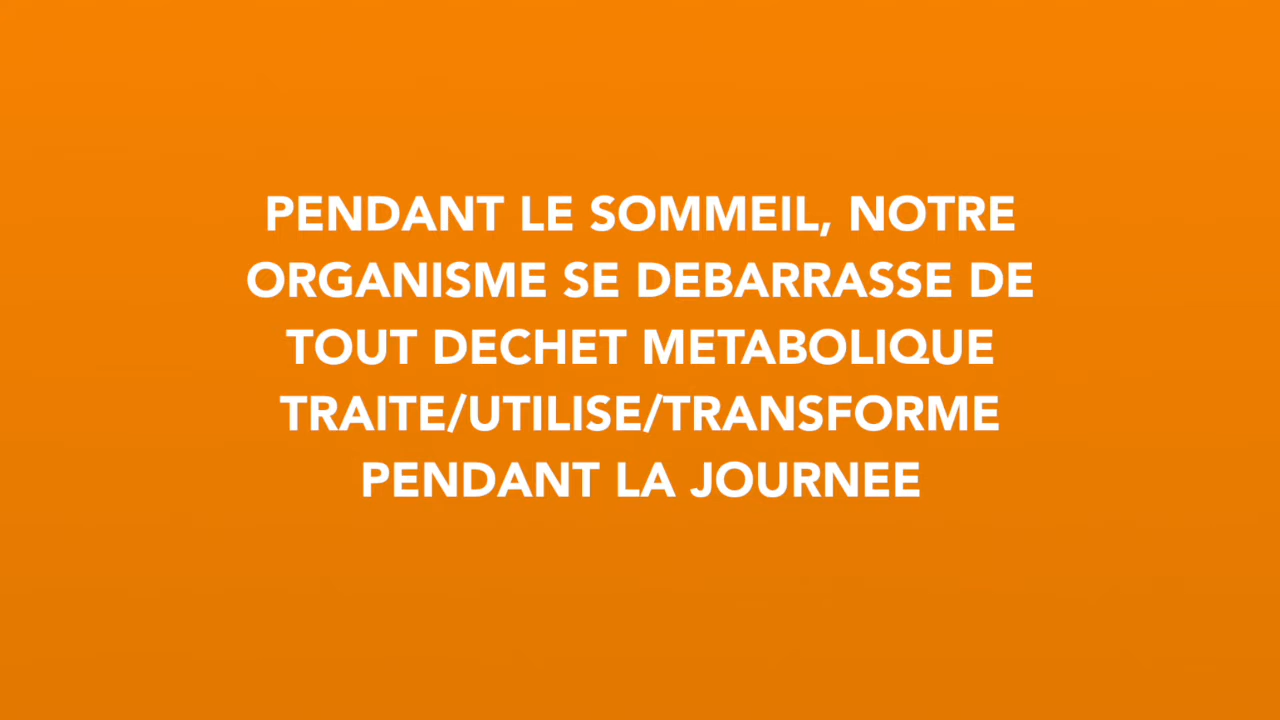 PENDANT LE SOMMEIL, NOTRE
ORGANISME SE DEBARRASSE DE
TOUT DECHET METABOLIQUE
TRAITE/UTILISE/TRANSFORME
PENDANT LA JOURNEE